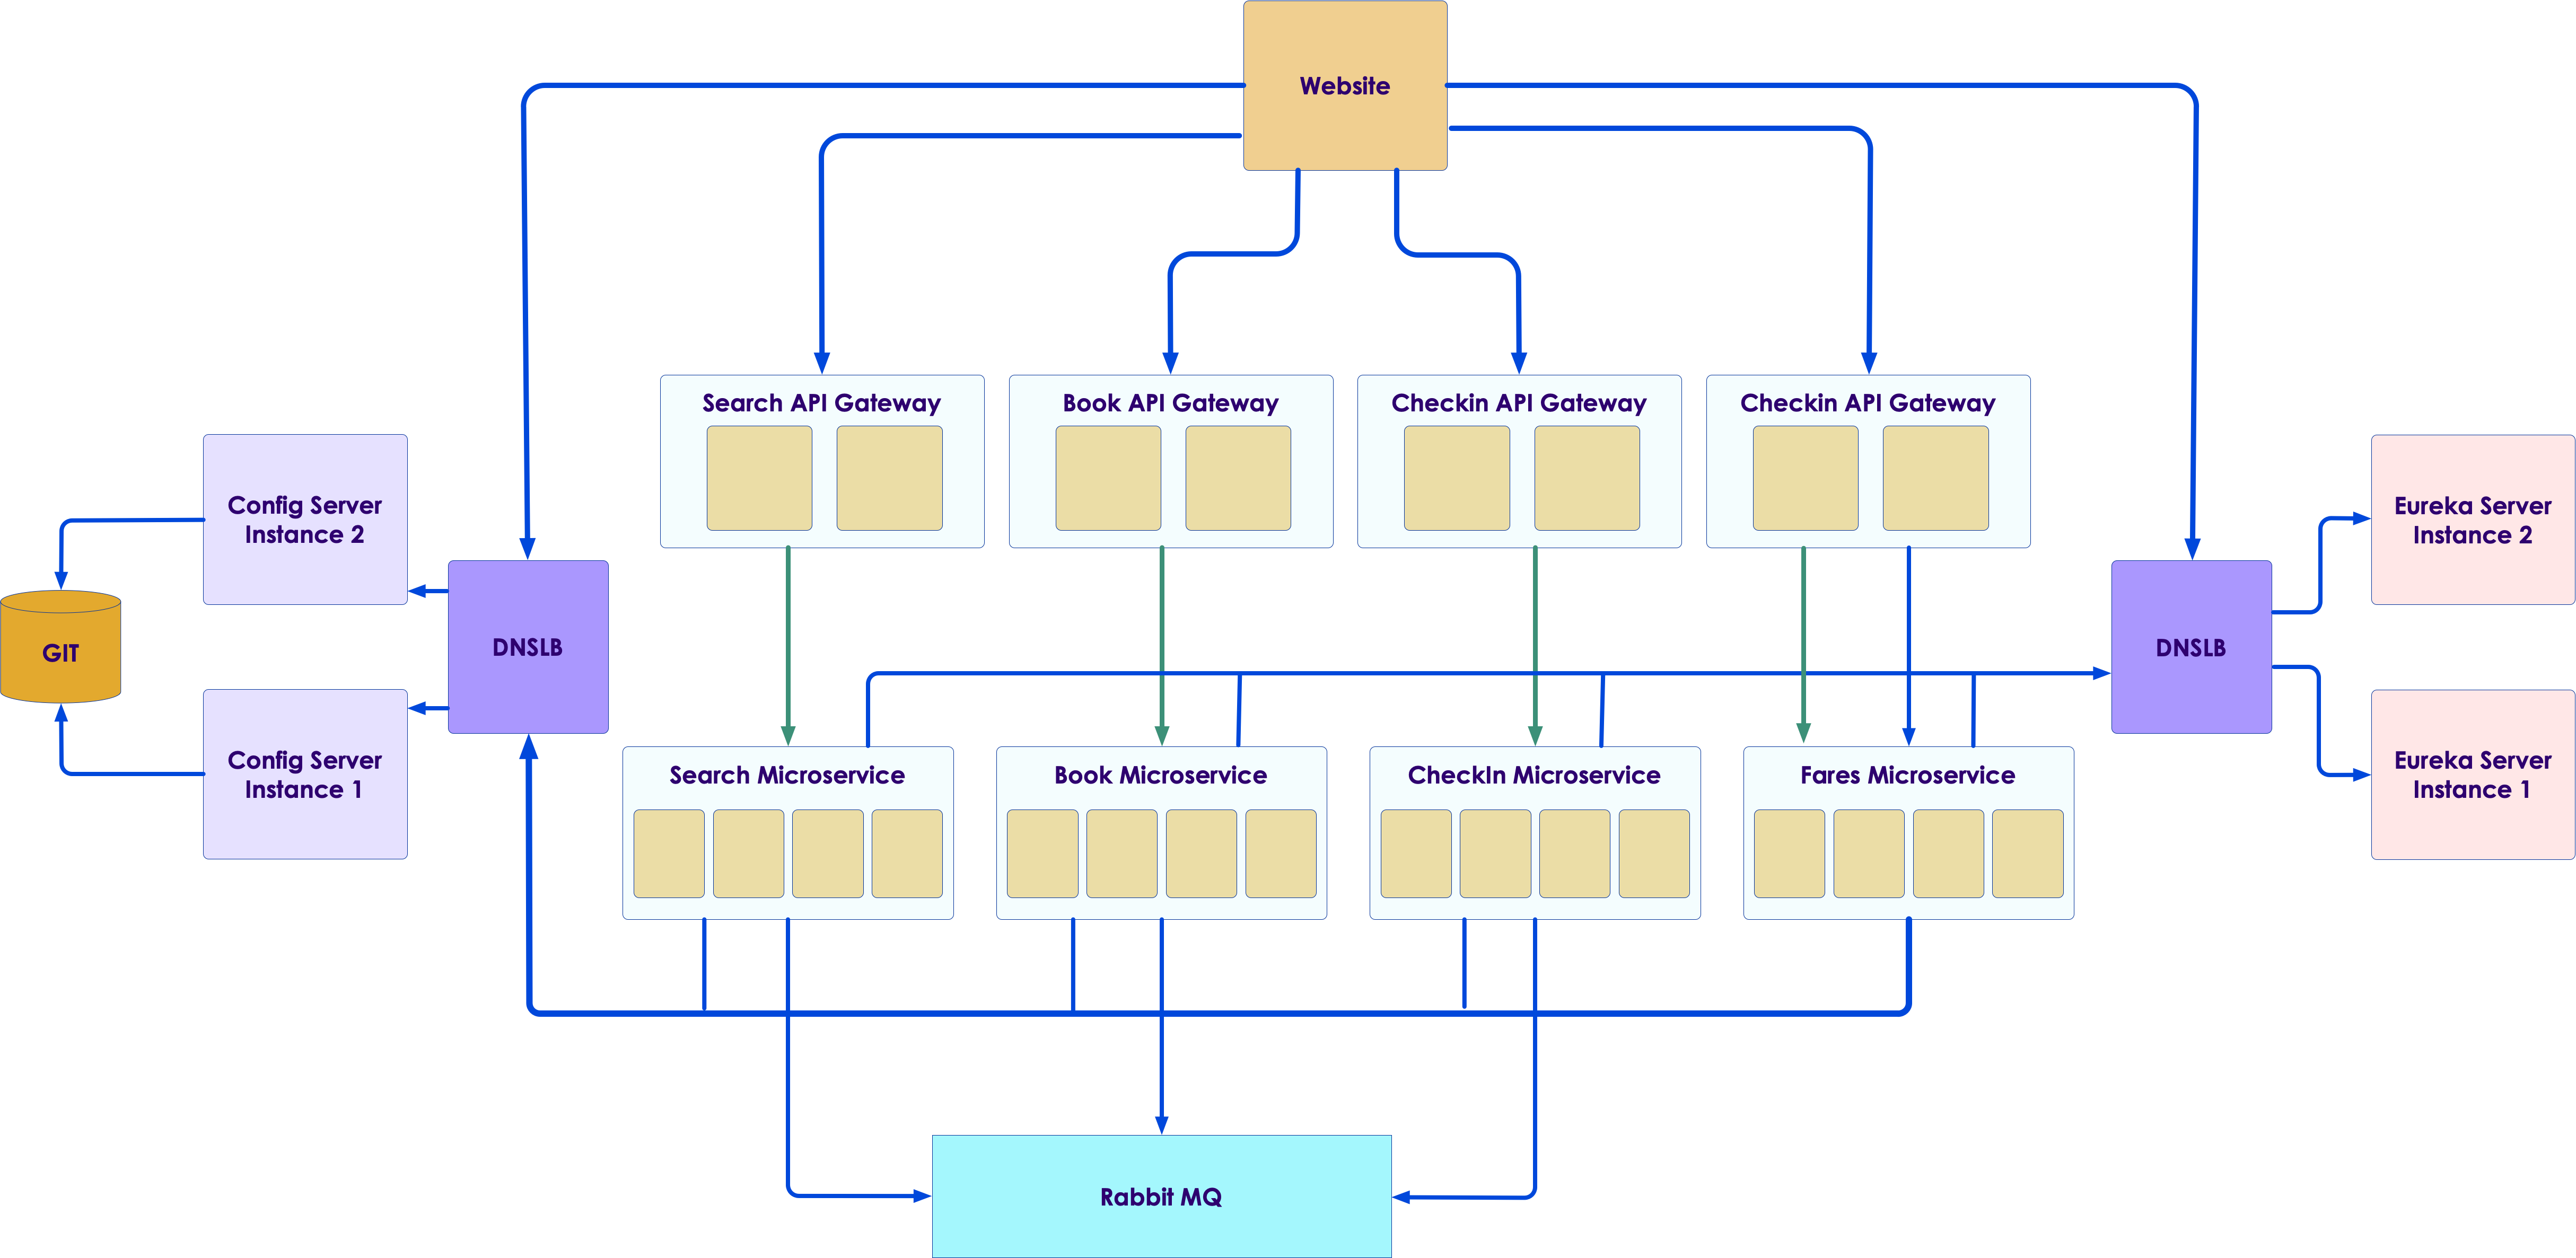 Website
Search API Gateway
Book API Gateway
Checkin API Gateway
Checkin API Gateway
Config Server
Instance 2
Eureka Server
Instance 2
GIT
DNSLB
DNSLB
Config Server
Instance 1
Eureka Server
Instance 1
Search Microservice
Book Microservice
CheckIn Microservice
Fares Microservice
Rabbit MQ